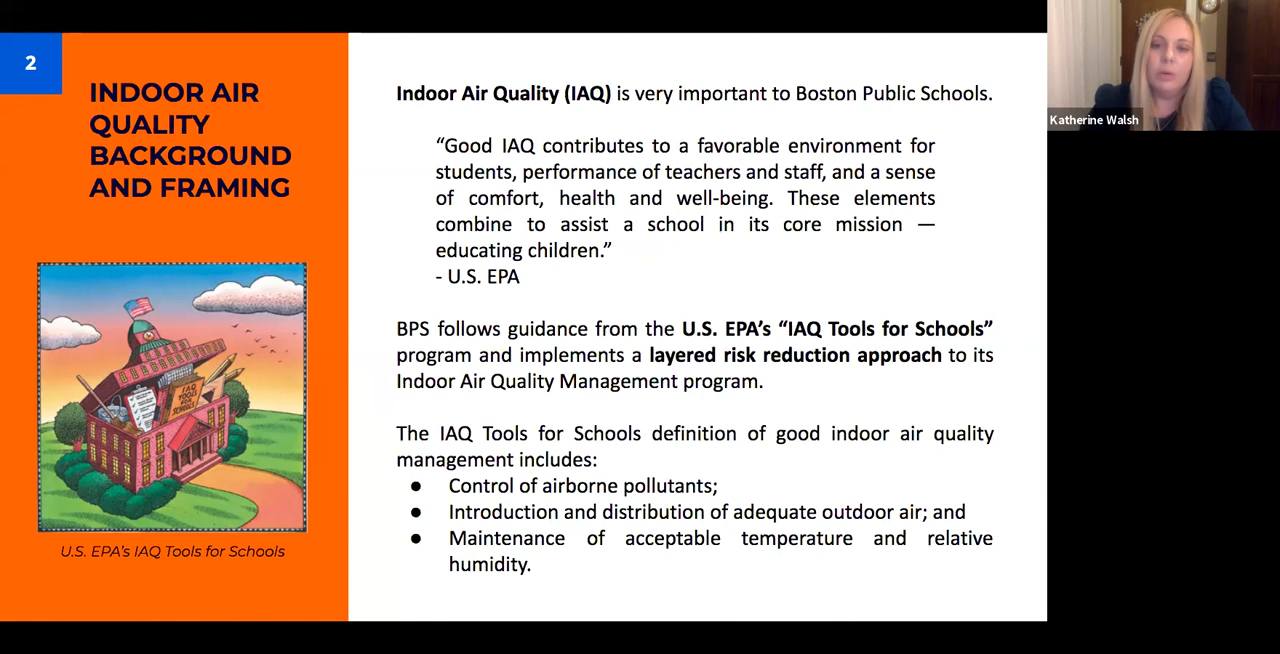 2
INDOOR AIR
QUALITY
BACKGROUND
AND FRAMING
IAQ
TOOLS
FOR
SCHOOLS
U.S. EPA’s IAQ Tools for Schools
Indoor Air Quality (IAQ) is very important to Boston Public Schools.
“Good IAQ contributes to a favorable environment for
students, performance of teachers and staff, and a sense
of comfort, health and well-being. These elements
combine to assist a school in its core mission —
educating children.”
- U.S. EPA
BPS follows guidance from the U.S. EPA’s “IAQ Tools for Schools”
program and implements a layered risk reduction approach to its
Indoor Air Quality Management program.
The IAQ Tools for Schools definition of good indoor air quality
management includes:
● Control of airborne pollutants;
● Introduction and distribution of adequate outdoor air; and
● Maintenance of acceptable temperature and relative
humidity.
Katherine Walsh